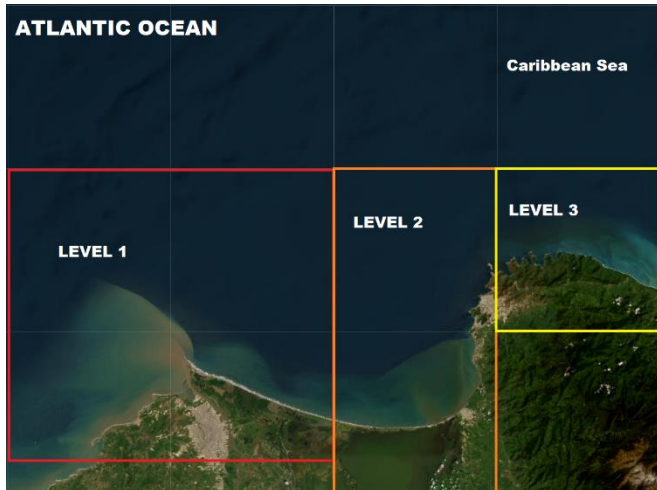 ATLANTIC OCEAN
Caribbean Sea
LEVEL 3
LEVEL 2
LEVEL 1